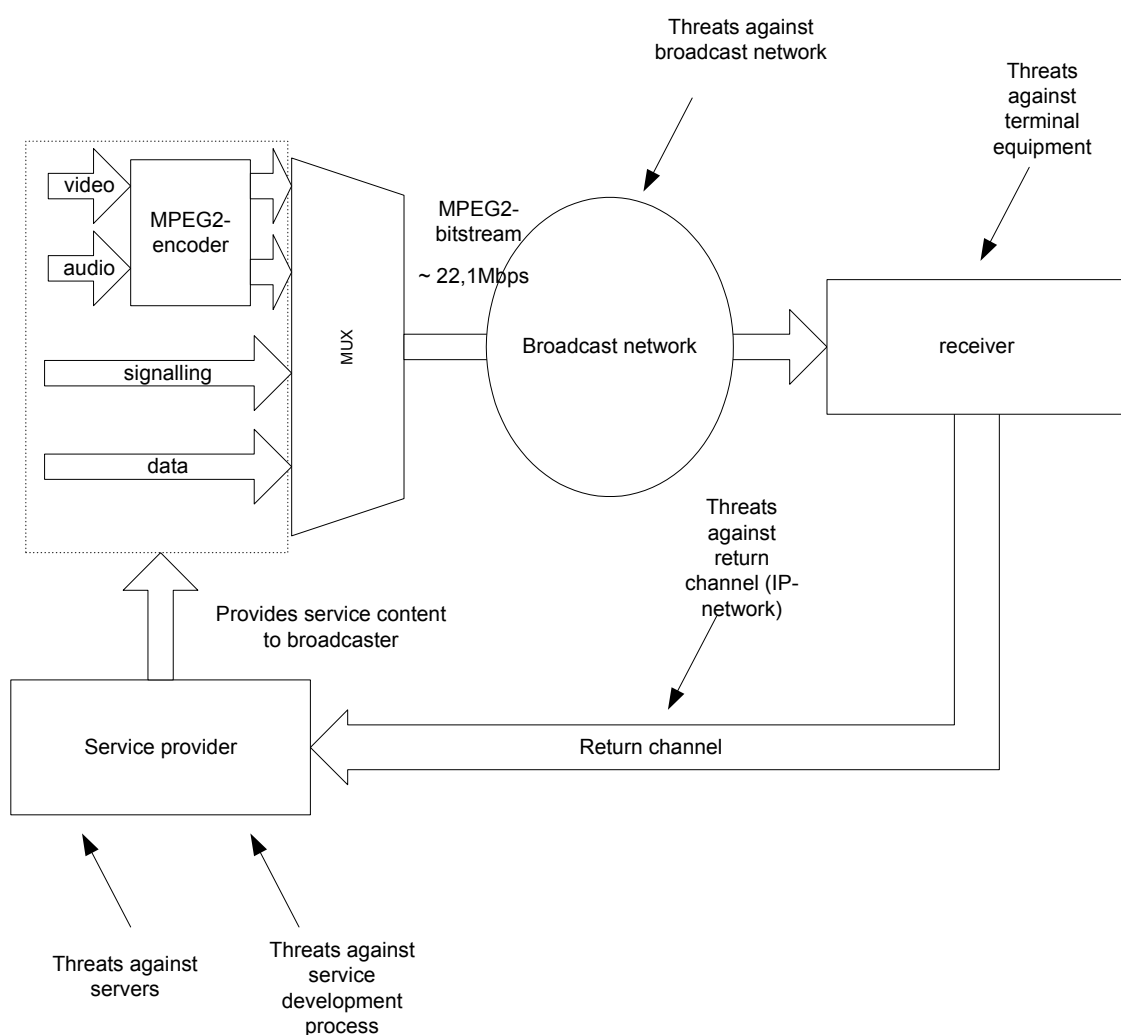 Threats against
broadcast network
Threats
against
terminal
equipment
video
MPEG2-
encoder
audio
signalling
data
MUX
MPEG2-
bitstream
~ 22,1Mbps
Broadcast network
receiver
Threats
against
return
channel (IP-
network)
Provides service content
to broadcaster
Service provider
Return channel
Threats against
servers
Threats against
service
development
process